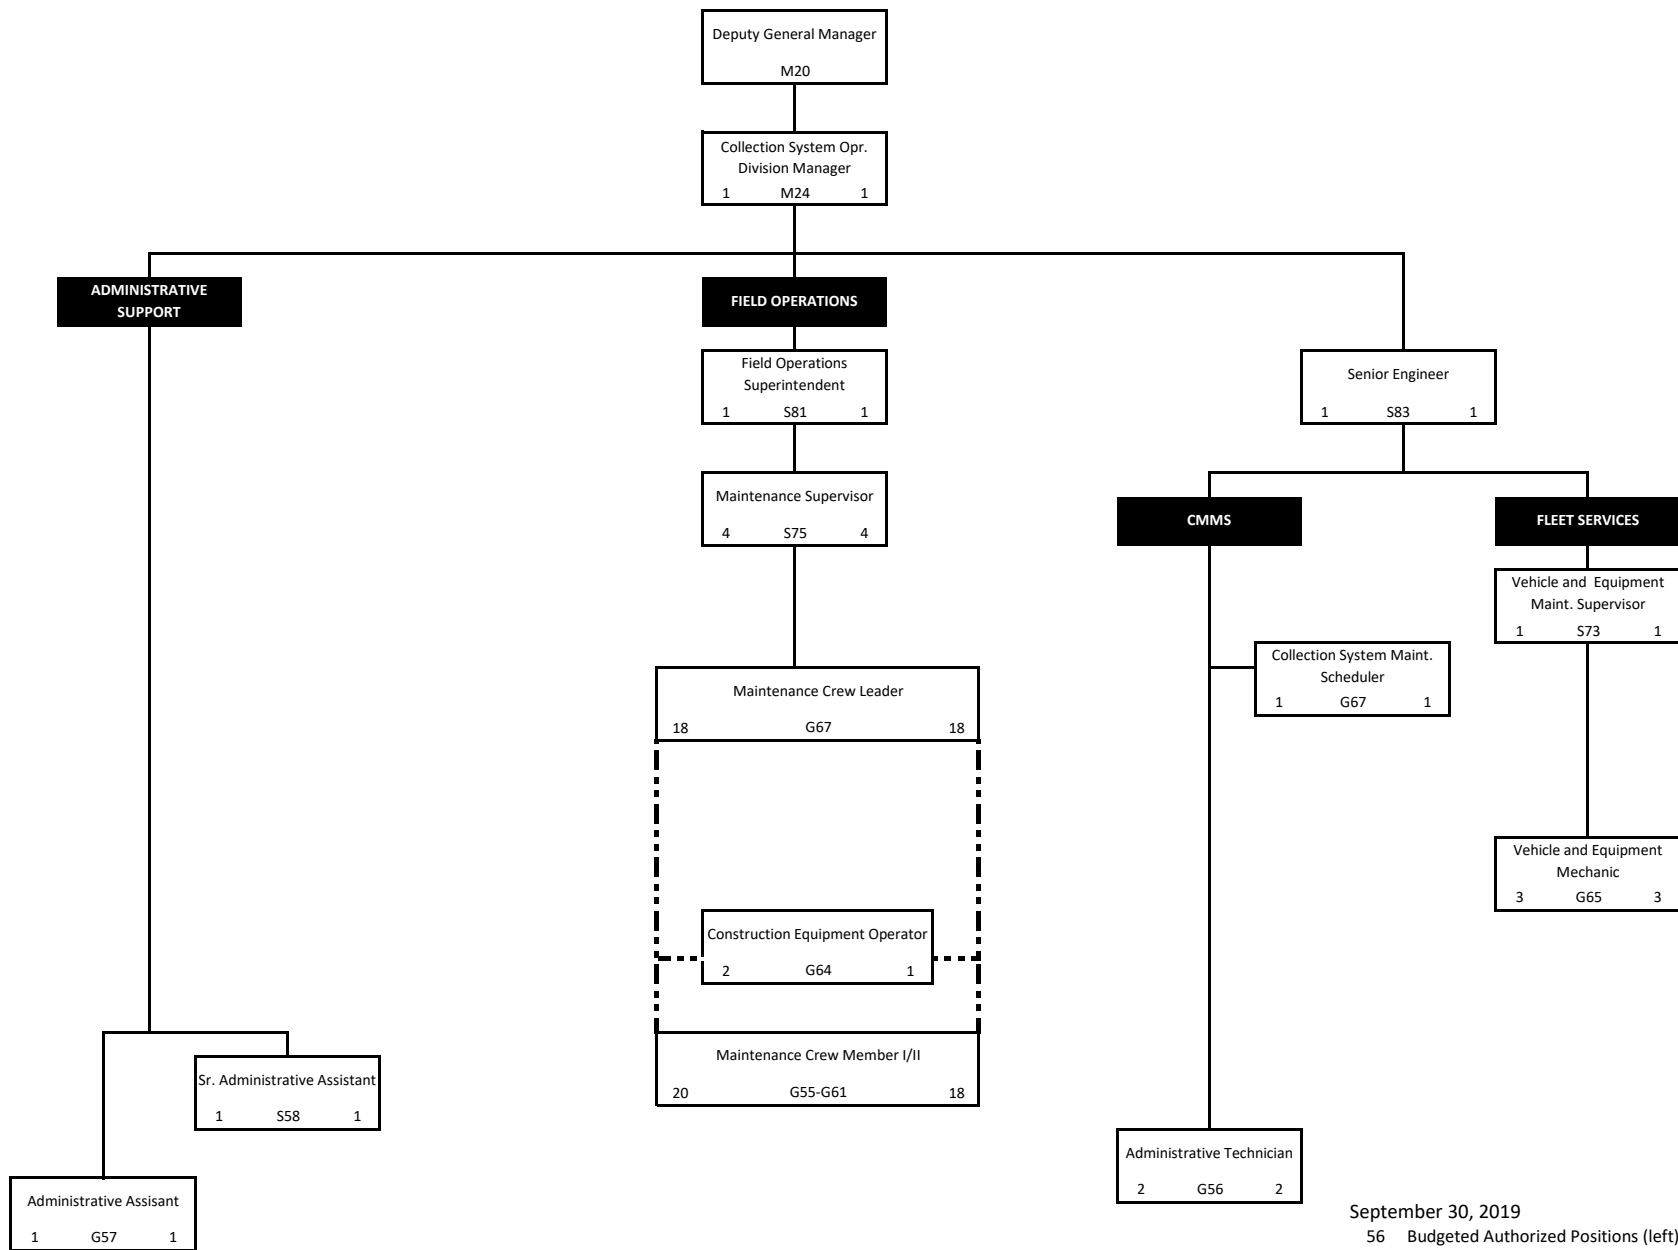 Deputy General Manager
M20
Collection System Opr.
Division Manager
1 M24 1
ADMINISTRATIVE
SUPPORT
FIELD OPERATIONS
Field Operations
Superintendent
1 S81 1
Senior Engineer
1 S83 1
Maintenance Supervisor
4 S75 4
CMMS
FLEET SERVICES
Vehicle and Equipment
Maint. Supervisor
1 S73 1
Collection System Maint.
Scheduler
1 G67 1
Maintenance Crew Leader
18 G67 18
Vehicle and Equipment
Mechanic
3 G65 3
Construction Equipment Operator
2 G64 1
Maintenance Crew Member I/II
20 G55-G61 18
Sr. Administrative Assistant
1 S58 1
Administrative Technician
2 G56 2
Administrative Assisant
1 G57 1
September 30, 2019
56 Budgeted Authorized Positions (left)